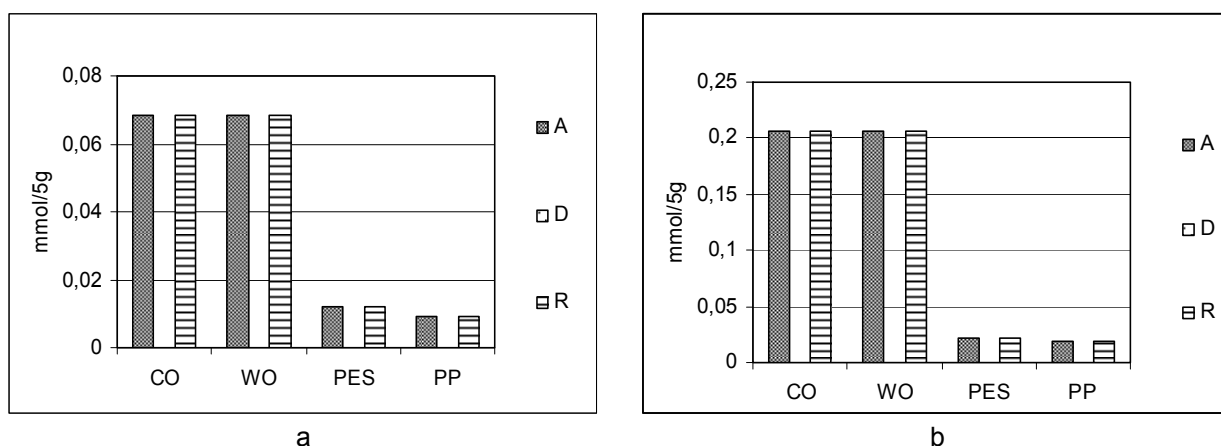 0,08
0,06
0,04
0,02
0
mmol/5g
CO WO PES PP
A
D
R
a
0,25
0,2
0,15
0,1
0,05
0
mmol/5g
CO WO PES PP
A
D
R
b